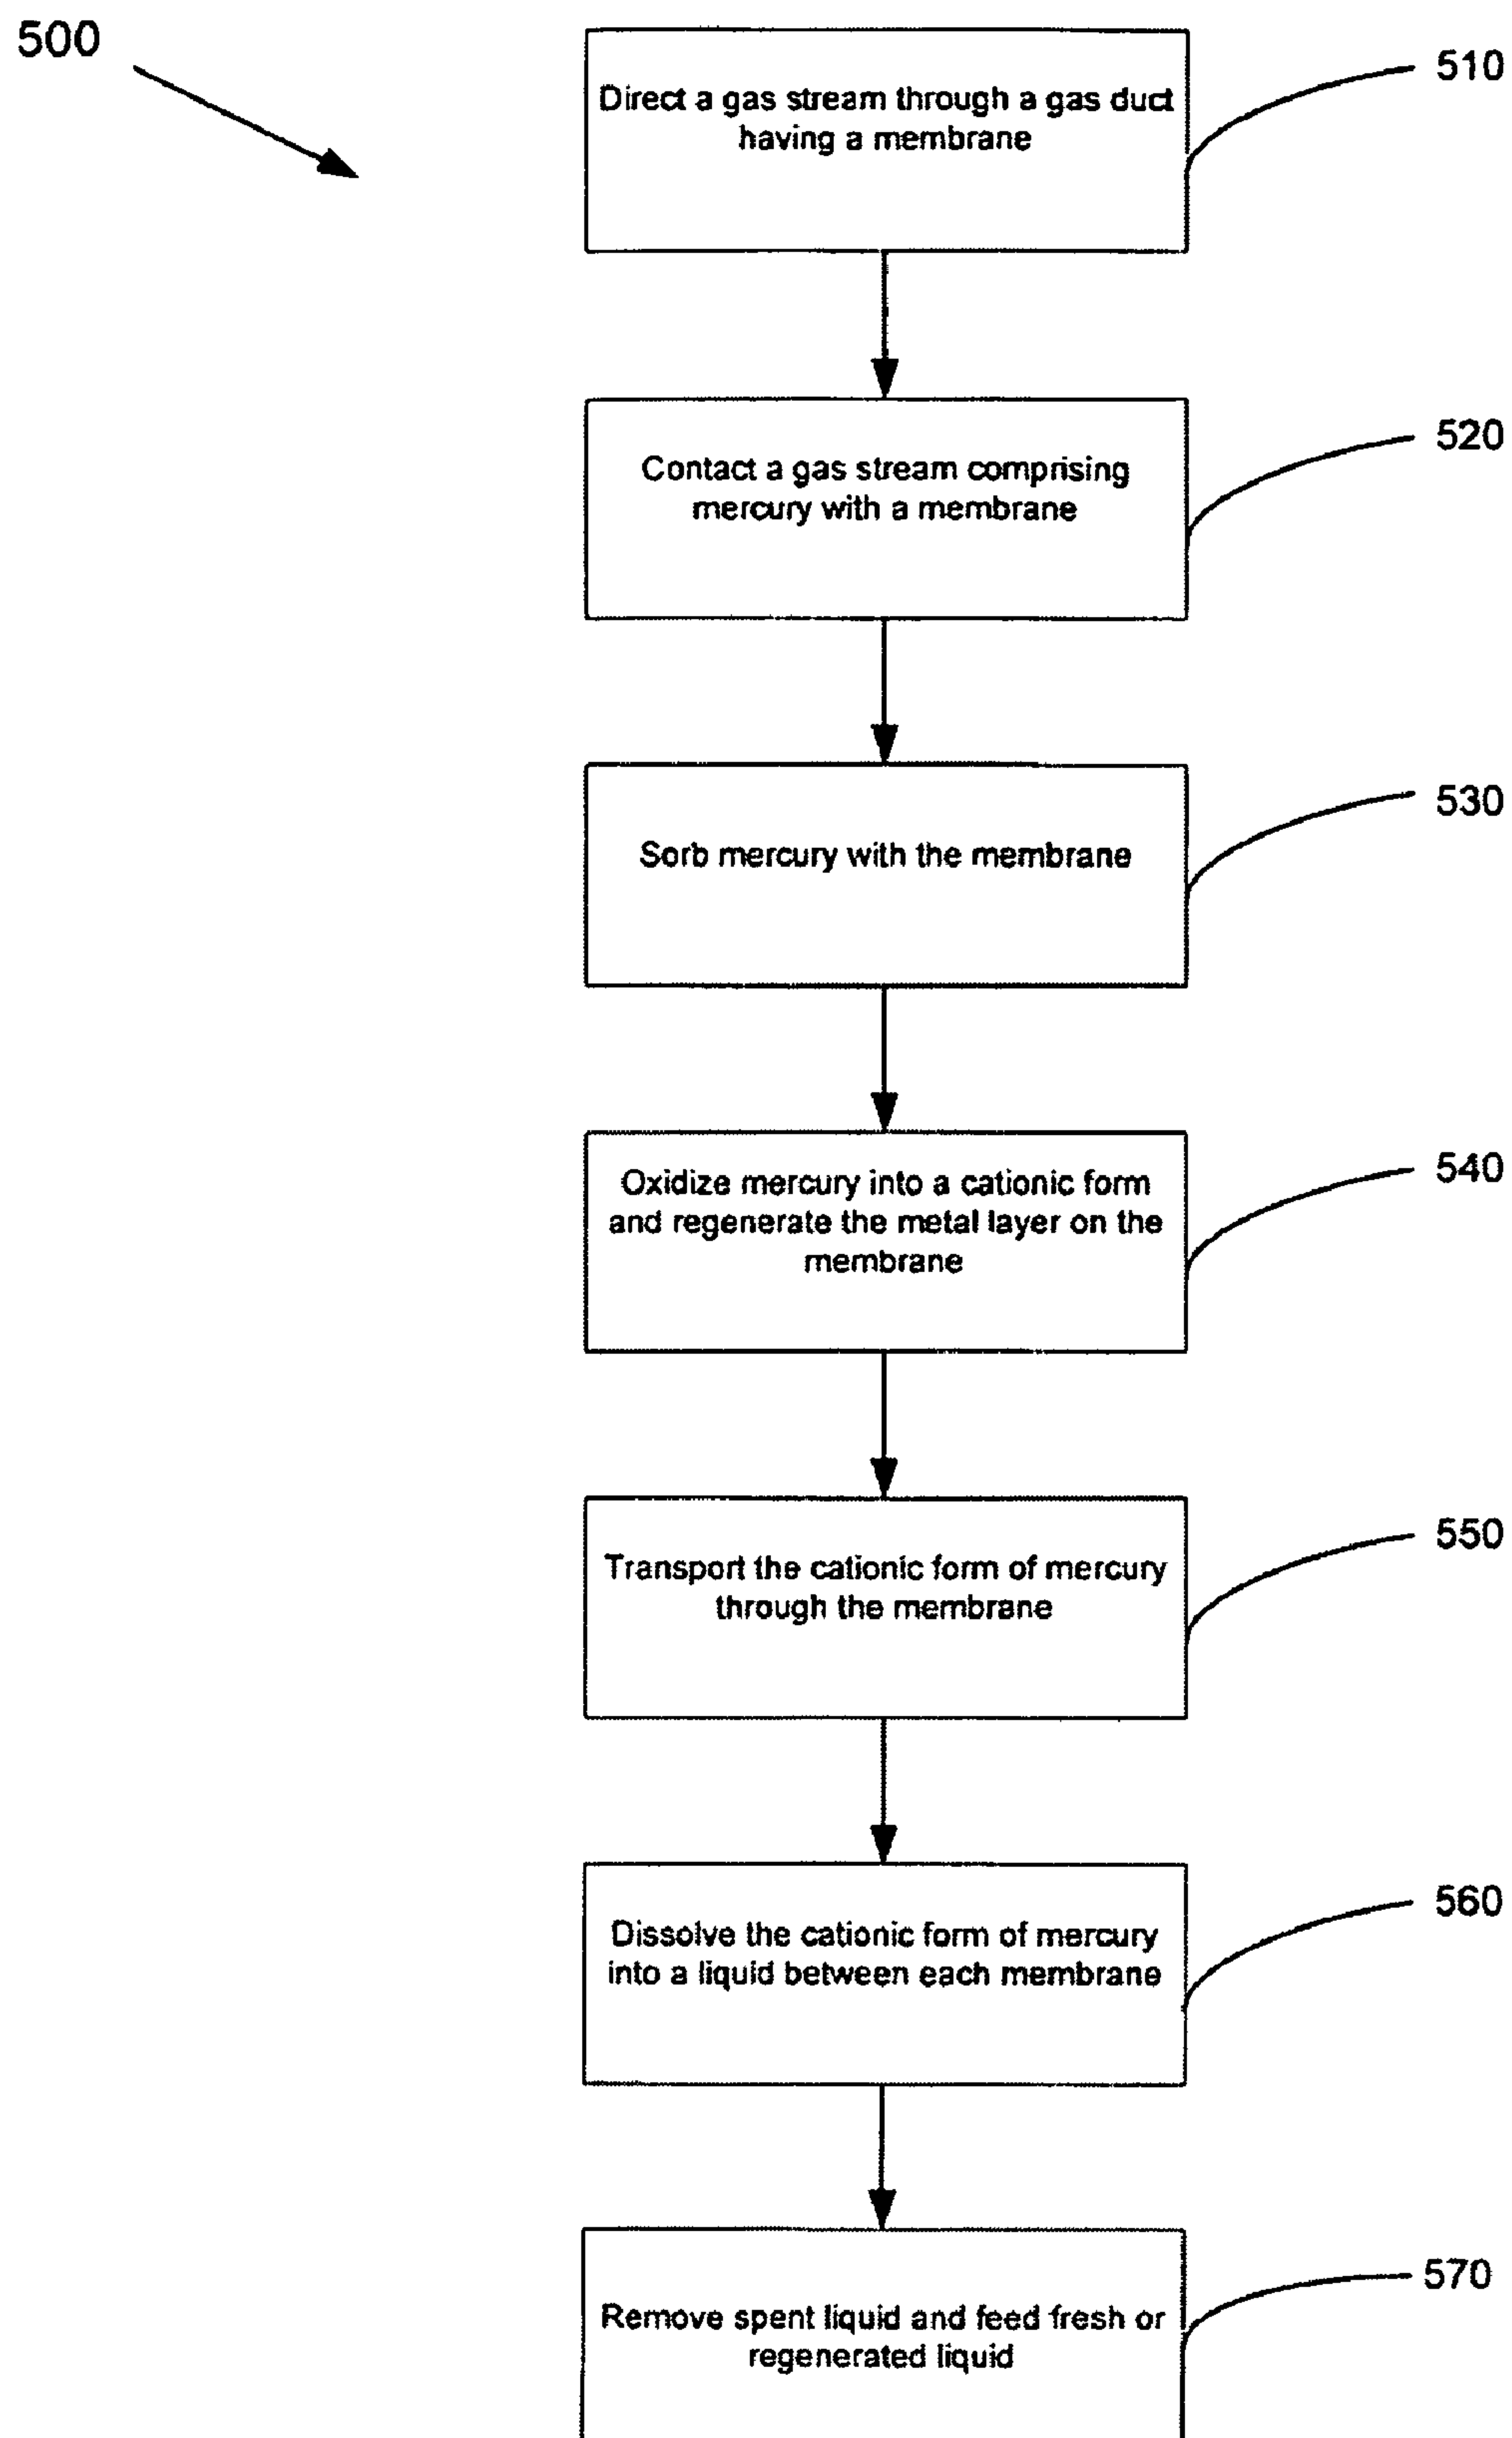 500
510
Direct a gas stream through a gas duct
having a membrane
520
Contact a gas stream comprising
mercury with a membrane
530
Sorb mercury with the membrane
540
Oxidize mercury into a cationic form
and regenerate the metal layer on the
membrane
550
Transport the cationic form of mercury
through the membrane
560
Dissolve the cationic form of mercury
into a liquid between each membrane
570
Remove spent liquid and feed fresh or
regenerated liquid